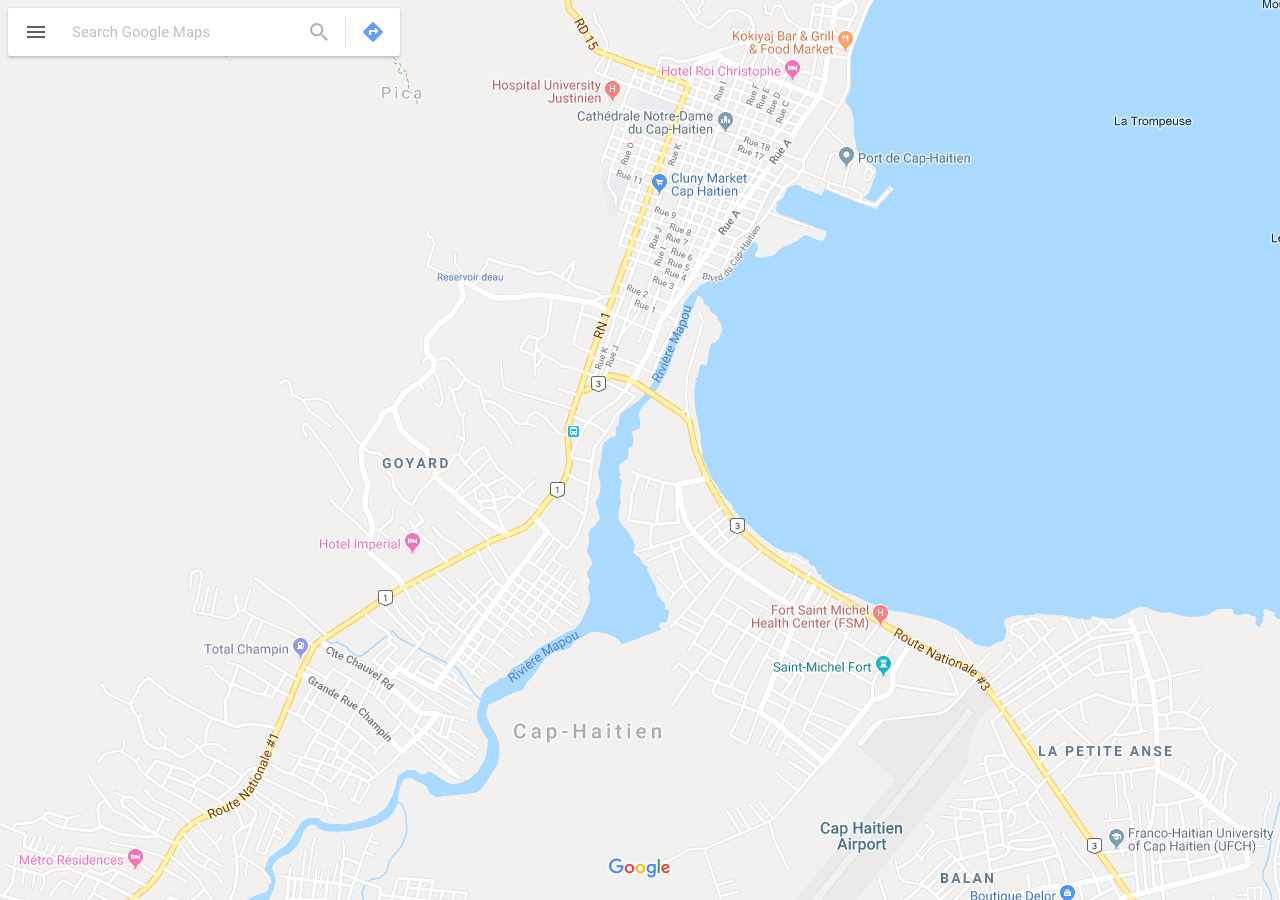 Search Google Maps
Mou
RD 15
Kokiyaj Bar & Grill
& Food Market
Hotel Roi Christophe
Hospital University
Justinien
Pica
Rue I
Rue F
Rue E
Rue D
Rue C
Cathédrale Notre-Dame
du Cap-Haitien
La Trompeuse
Rue 18
Rue 17
Rue A
Rue O
Rue K
Port de Cap-Haitien
Rue 11
Cluny Market
Cap Haitien
Rue 9
Rue A
Rue 8
Rue J
Rue 7
Rue I
Rue 6
Rue 5
Rue 4
Rue 3
Blvrd du Cap-Haitien
Le
Reservoir deau
Rue 2
Rue 1
RN 1
Rue K
Rue J
Rivière Mapou
3
GOYARD
1
3
Hotel Imperial
1
Fort Saint Michel
Health Center (FSM)
Route Nationale #3
Total Champin
Cite Chauvel Rd
Rivière Mapou
Saint-Michel Fort
Grande Rue Champin
Cap-Haitien
LA PETITE ANSE
Route Nationale #1
Cap Haitien
Airport
Franco-Haitian University
of Cap Haitien (UFCH)
3
Métro Résidences
Google
BALAN
Boutique Delor